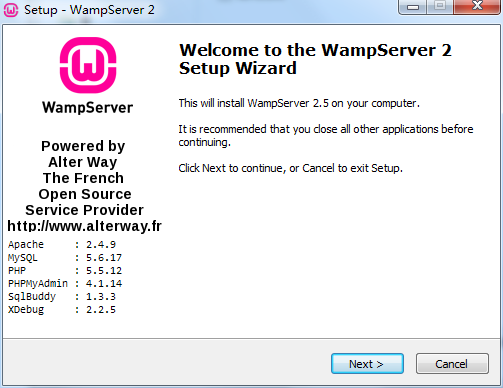 Setup - WampServer 2
WampServer
Powered by
Alter Way
The French
Open Source
Service Provider
http://www.alterway.fr
Apache : 2.4.9
MySQL : 5.6.17
PHP : 5.5.12
PHPMyAdmin : 4.1.14
SqlBuddy : 1.3.3
XDebug : 2.2.5
Welcome to the WampServer 2
Setup Wizard
This will install WampServer 2.5 on your computer.
It is recommended that you close all other applications before
continuing.
Click Next to continue, or Cancel to exit Setup.
Next >
Cancel